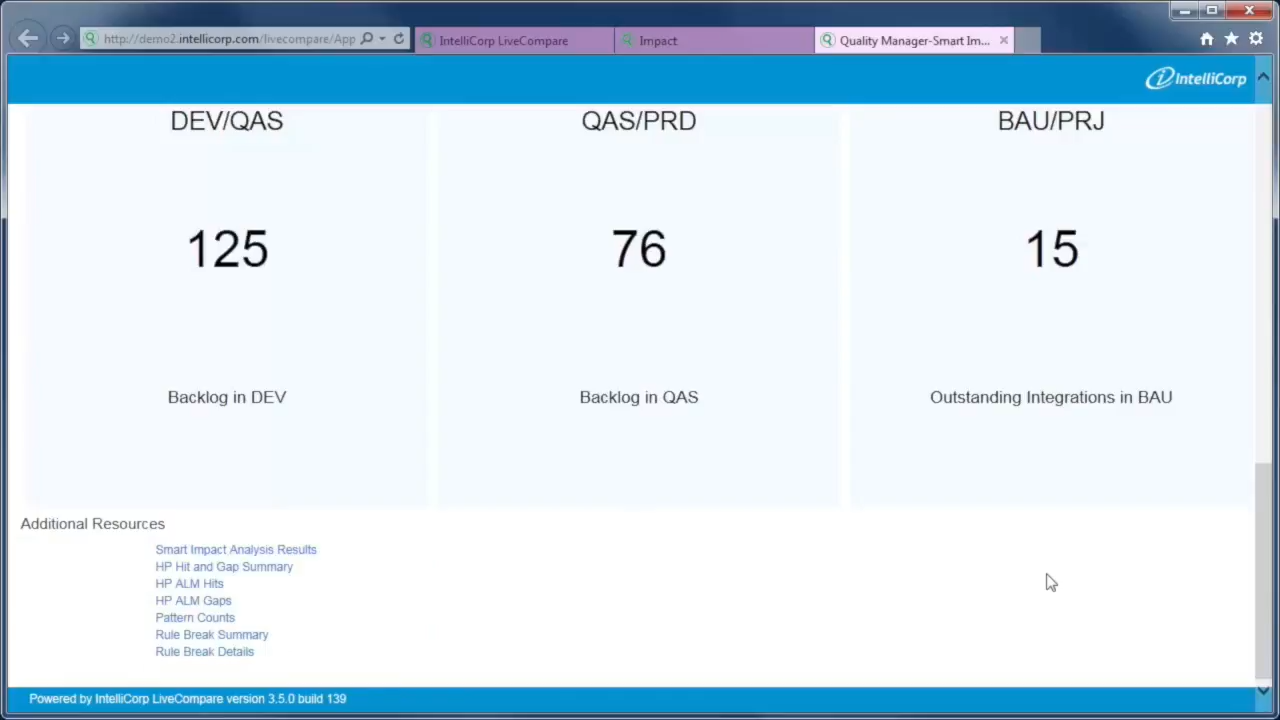 http://demo2.intellicorp.com/livecompare/App
IntelliCorp LiveCompare
Impact
Quality Manager-Smart Im...
IntelliCorp
DEV/QAS
QAS/PRD
BAU/PRJ
125
76
15
Backlog in DEV
Backlog in QAS
Outstanding Integrations in BAU
Additional Resources
Smart Impact Analysis Results
HP Hit and Gap Summary
HP ALM Hits
HP ALM Gaps
Pattern Counts
Rule Break Summary
Rule Break Details
Powered by IntelliCorp LiveCompare version 3.5.0 build 139